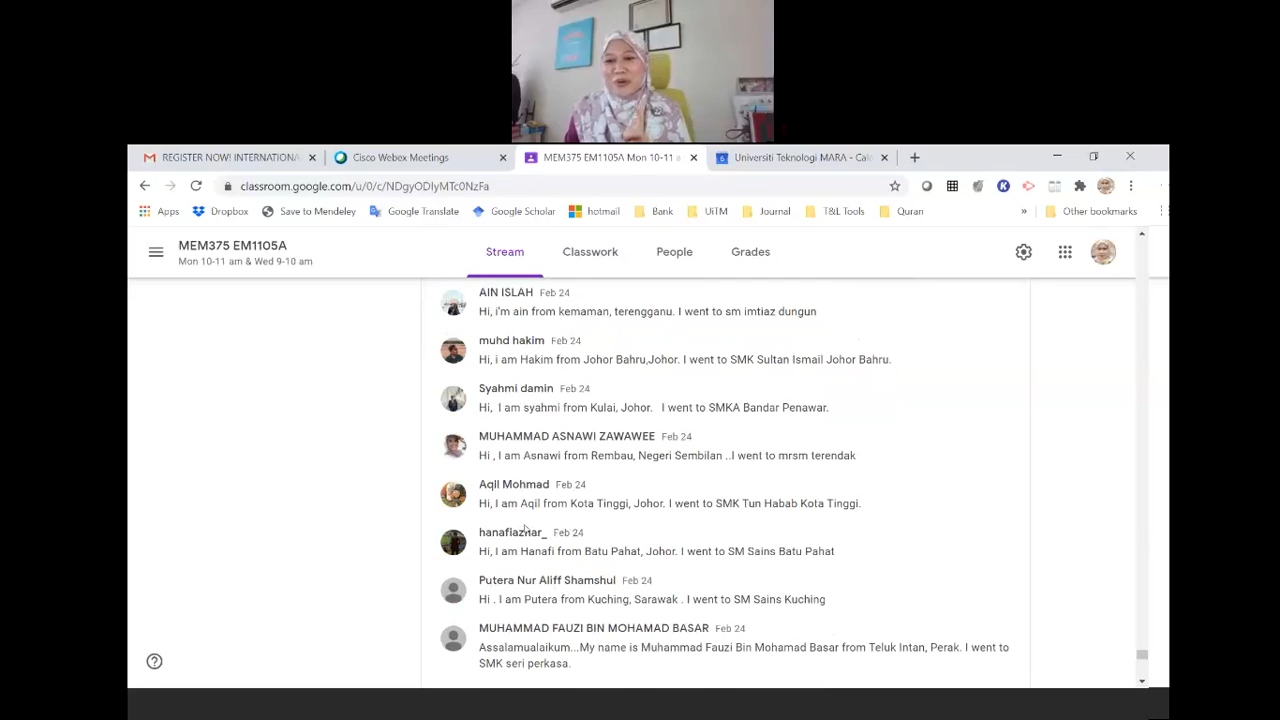 REGISTER NOW! INTERNATIONA
Cisco Webex Meetings
MEM375 EM1105A Mon 10-11 a
Universiti Teknologi MARA - Cal
classroom.google.com/u/0/c/NDgyODIyMTc0NzFa
Apps
Dropbox
Save to Mendeley
Google Translate
Google Scholar
hotmail
Bank
UiTM
Journal
T&L Tools
Quran
»
Other bookmarks
MEM375 EM1105A
Mon 10-11 am & Wed 9-10 am
Stream
Classwork
People
Grades
AIN ISLAH Feb 24
Hi, i'm ain from kemaman, terengganu. I went to sm imtiaz dungun
muhd hakim Feb 24
Hi, i am Hakim from Johor Bahru,Johor. I went to SMK Sultan Ismail Johor Bahru.
Syahmi damin Feb 24
Hi, I am syahmi from Kulai, Johor. I went to SMKA Bandar Penawar.
MUHAMMAD ASNAWI ZAWAWEE Feb 24
Hi , I am Asnawi from Rembau, Negeri Sembilan ..I went to mrsm terendak
Aqil Mohmad Feb 24
Hi, I am Aqil from Kota Tinggi, Johor. I went to SMK Tun Habab Kota Tinggi.
hanafiazhar_ Feb 24
Hi, I am Hanafi from Batu Pahat, Johor. I went to SM Sains Batu Pahat
Putera Nur Aliff Shamshul Feb 24
Hi . I am Putera from Kuching, Sarawak . I went to SM Sains Kuching
MUHAMMAD FAUZI BIN MOHAMAD BASAR Feb 24
Assalamualaikum...My name is Muhammad Fauzi Bin Mohamad Basar from Teluk Intan, Perak. I went to
SMK seri perkasa.